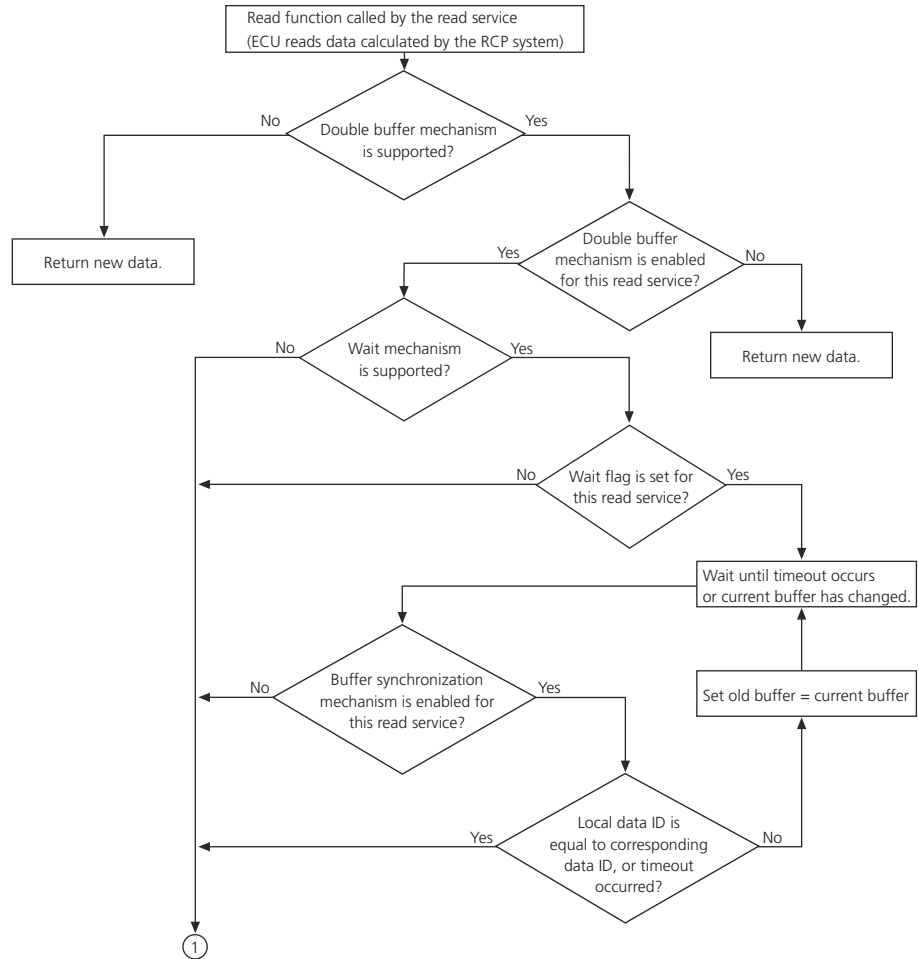 Read function called by the read service
(ECU reads data calculated by the RCP system)
No
Yes
Double buffer mechanism
is supported?
Return new data.
Double buffer
mechanism is enabled
for this read service?
Yes
No
Return new data.
No
Wait mechanism
is supported?
Yes
No
Wait flag is set for
this read service?
Yes
Wait until timeout occurs
or current buffer has changed.
No
Buffer synchronization
mechanism is enabled for
this read service?
Yes
Set old buffer = current buffer
Yes
Local data ID is
equal to corresponding
data ID, or timeout
occurred?
No
1